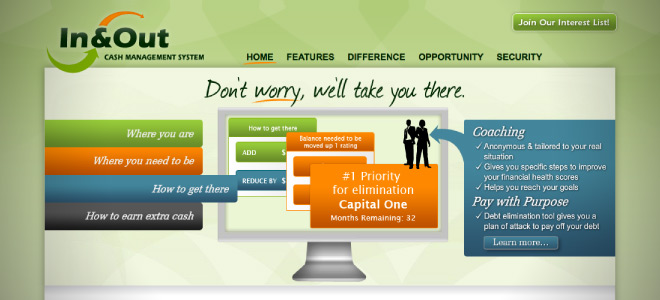 Join Our Interest List!
In&Out
CASH MANAGEMENT SYSTEM
HOME FEATURES DIFFERENCE OPPORTUNITY SECURITY
Don't worry, we'll take you there.
Where you are
Where you need to be
How to get there
How to earn extra cash
How to get there
ADD $
REDUCE BY $
Balance needed to be
moved up 1 rating
#1 Priority
for elimination
Capital One
Months Remaining: 32
Coaching
✓ Anonymous & tailored to your real
situation
✓ Gives you specific steps to improve
your financial health scores
✓ Helps you reach your goals
Pay with Purpose
✓ Debt elimination tool gives you a
plan of attack to pay off your debt
Learn more...